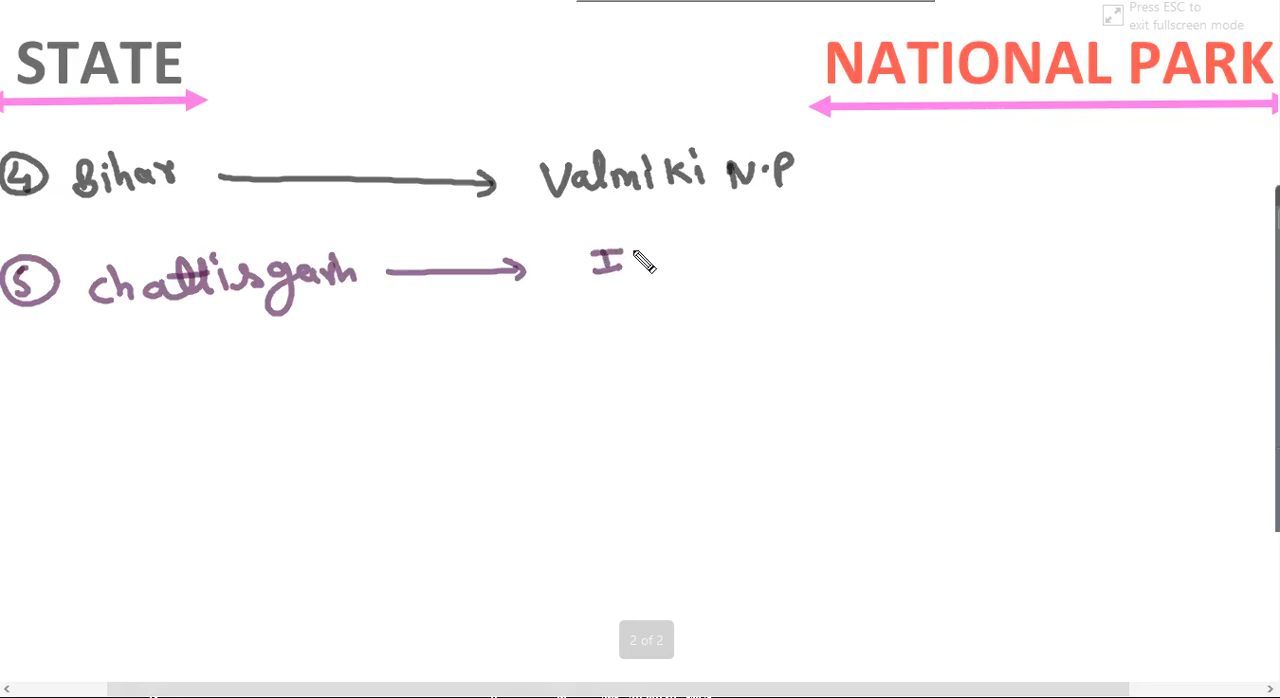 Press ESC to
exit fullscreen mode
STATE NATIONAL PARK
4 Bihar → Valmiki N.P
5 Chattisgarh → I
2 of 2